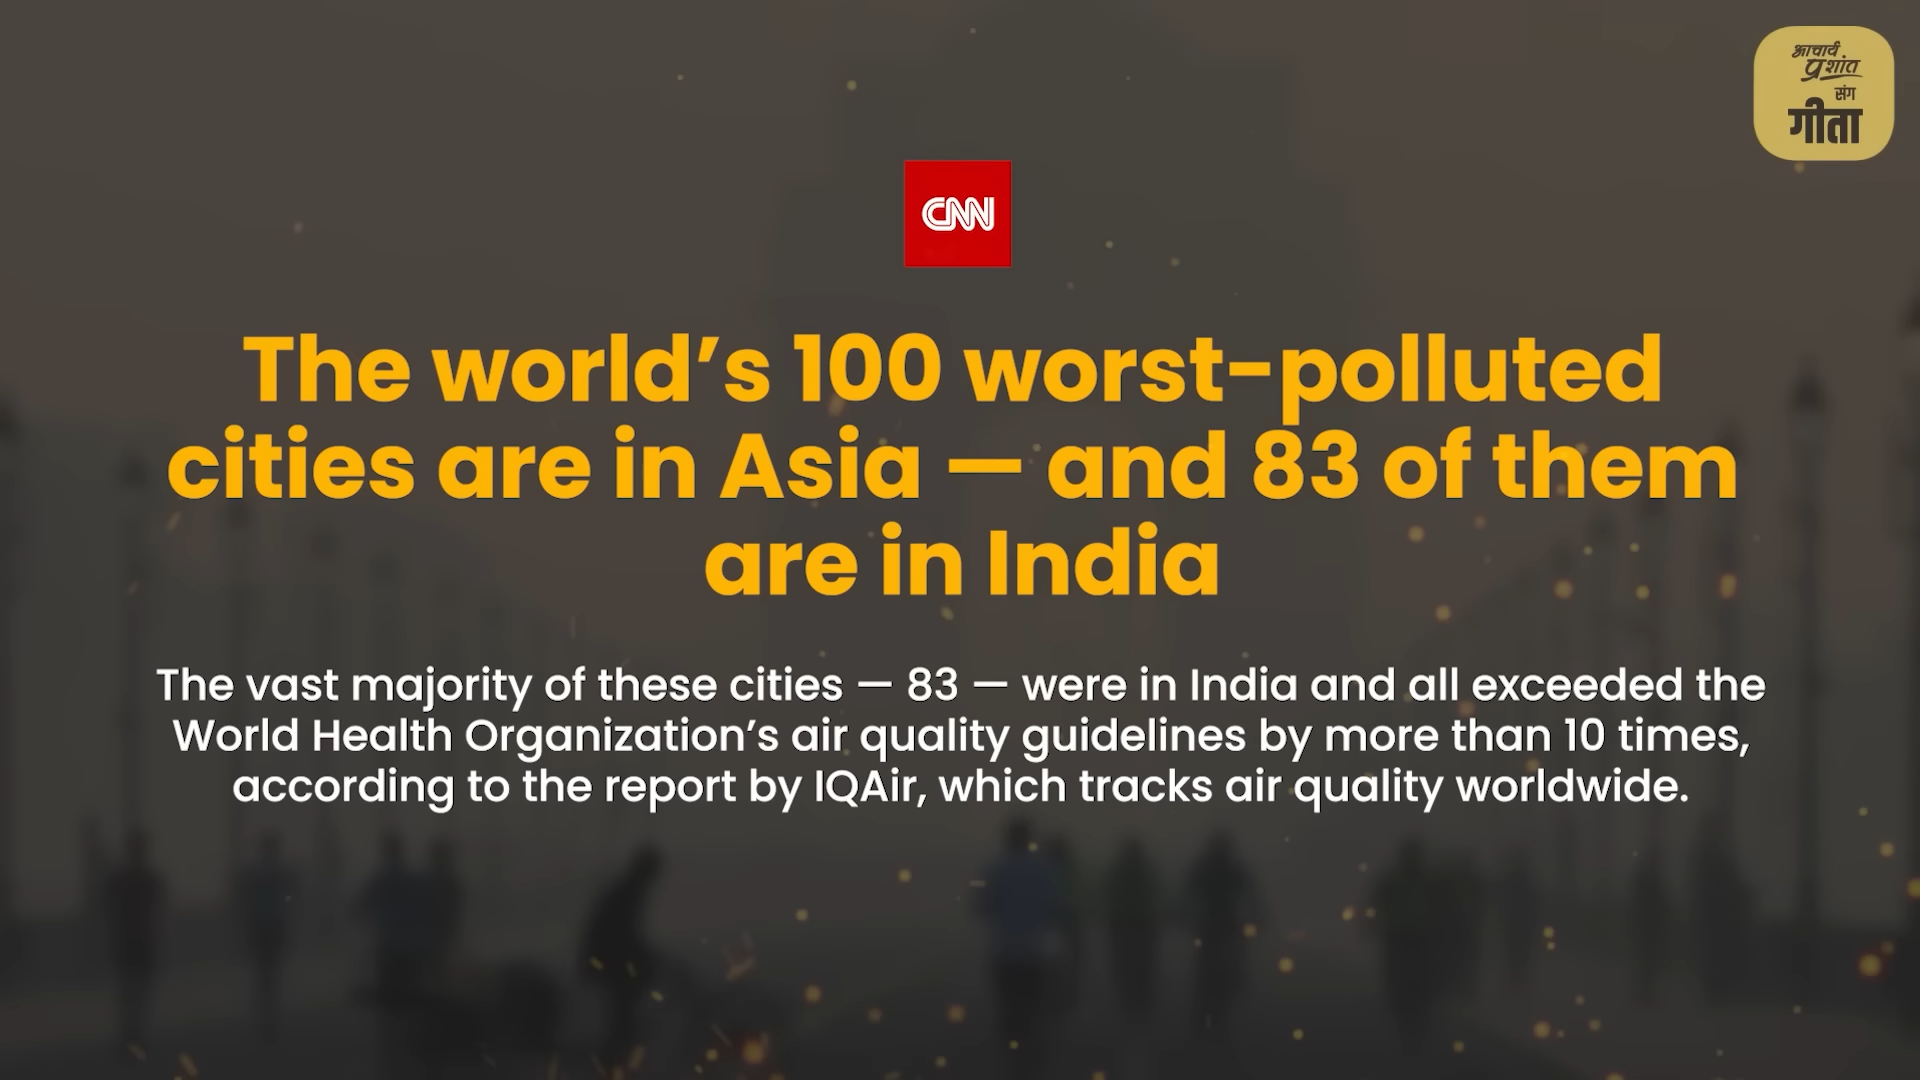 आचार्य
प्रशांत
संग
गीता
CNN
The world’s 100 worst-polluted
cities are in Asia — and 83 of them
are in India
The vast majority of these cities — 83 — were in India and all exceeded the
World Health Organization’s air quality guidelines by more than 10 times,
according to the report by IQAir, which tracks air quality worldwide.